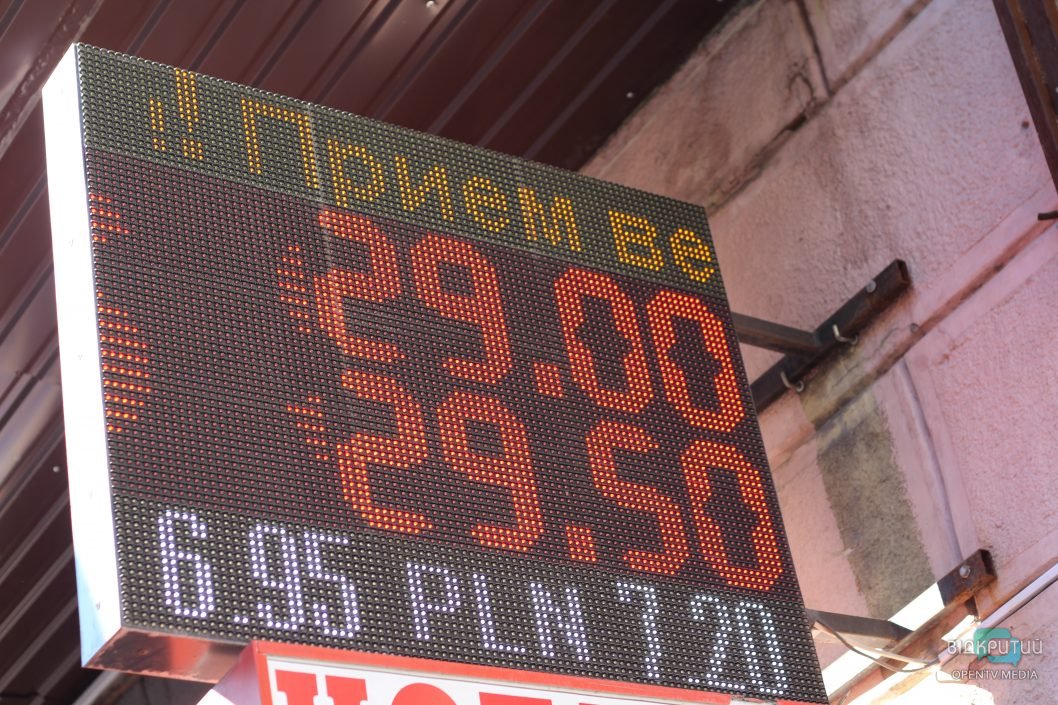 !! Прием ве
29.00
29.50
6.95 PLN 7.20
ВІДКРИТИЙ
OPENTV MEDIA